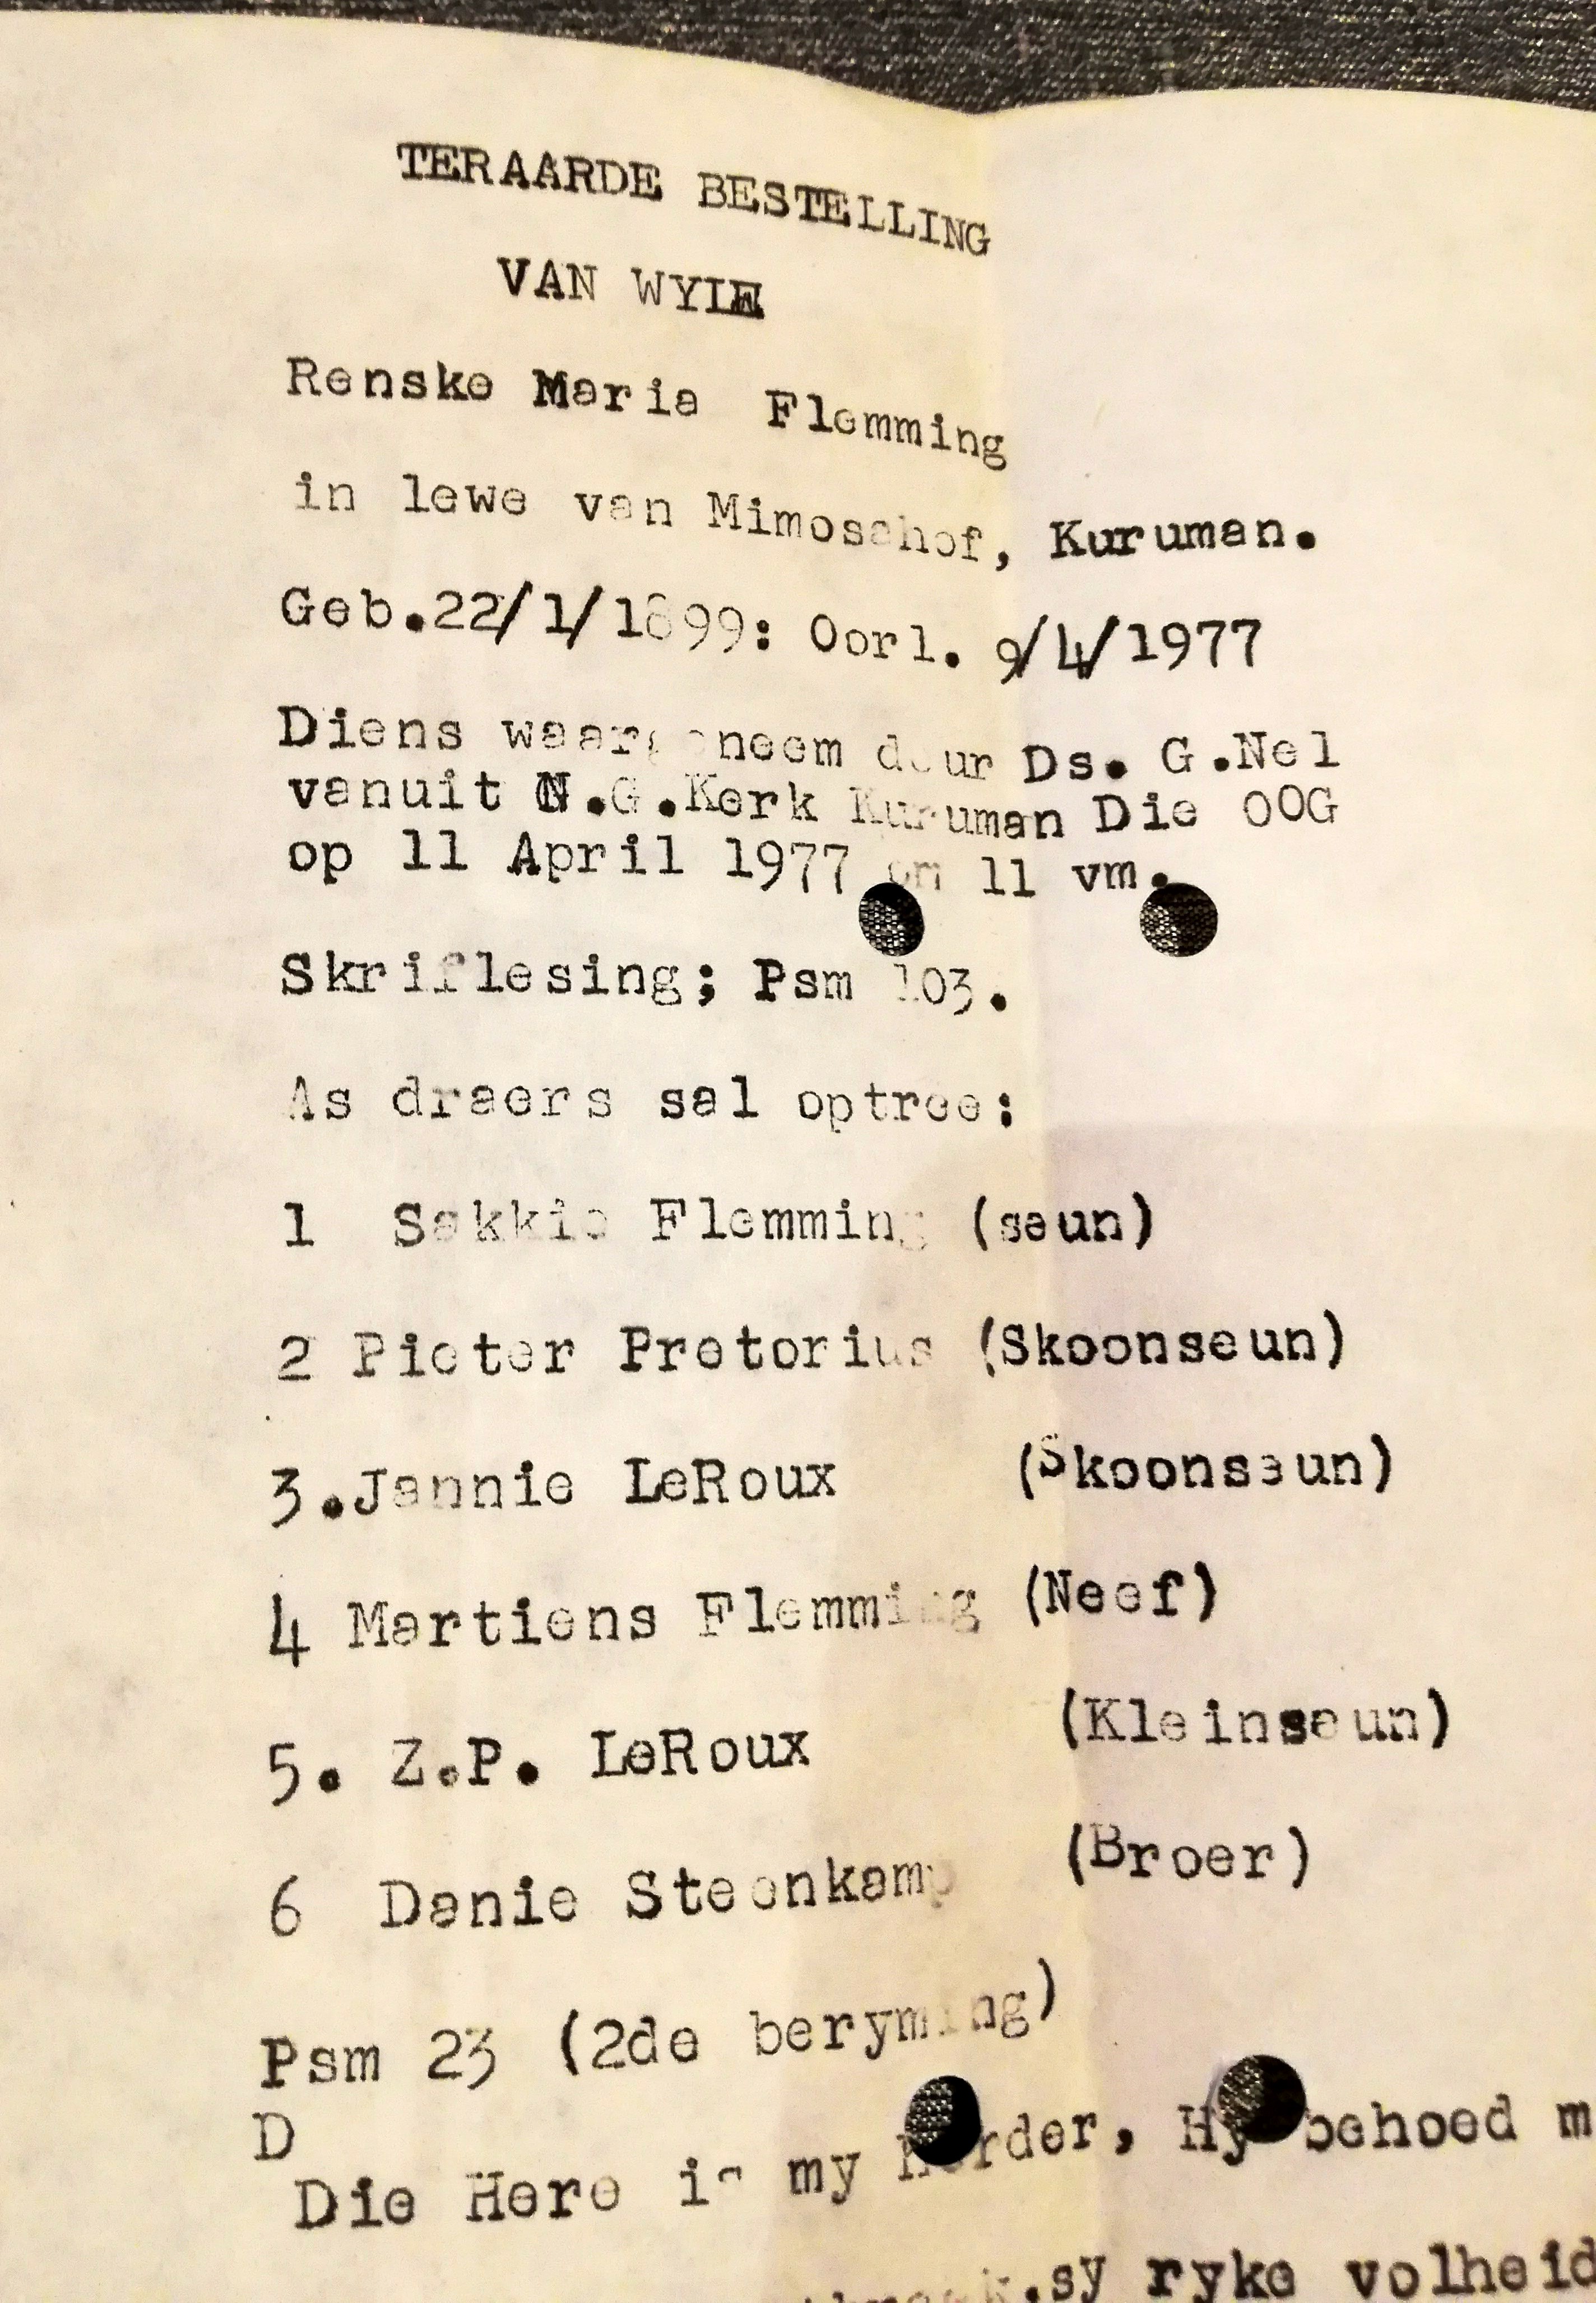 TERAARDE BESTELLING
VAN WYLE
Renske Maria Flemming
in lewe van Mimosahof, Kuruman.
Geb.22/1/1899: Oorl. 9/4/1977
Diens waargeneem deur Ds. G.Nel
vanuit N.G.Kerk Kuruman Die OOG
op 11 April 1977 om 11 vm.
Skriflesing; Psm 103.
As draers sal optree:
1 Sakkie Flemming (seun)
2 Pieter Pretorius (Skoonseun)
3.Jannie LeRoux (Skoonseun)
4 Martiens Flemming (Neef)
5. Z.P. LeRoux (Kleinseun)
6 Danie Steenkamp (Broer)
Psm 23 (2de beryming)
D
Die Here is my Herder, Hy behoed m
sy ryke volheid